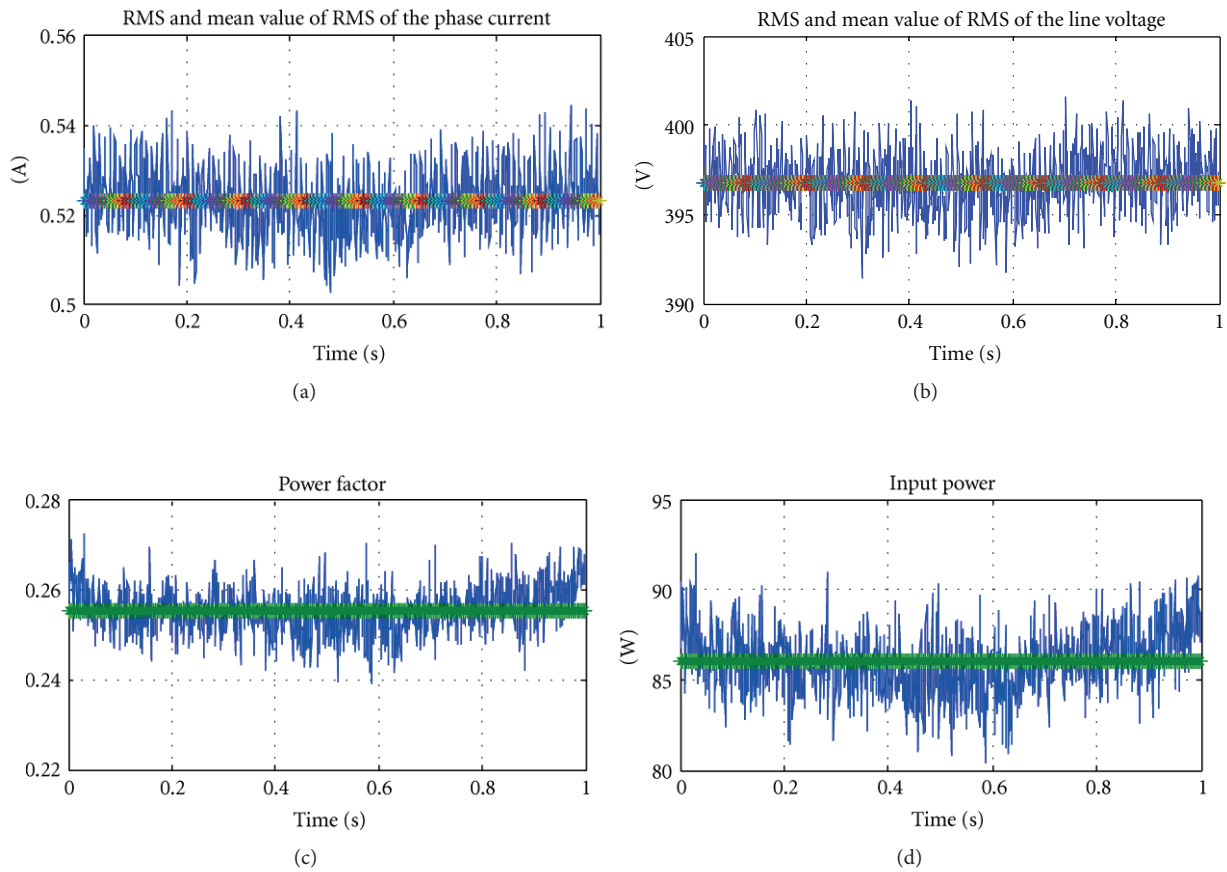 RMS and mean value of RMS of the phase current
0.56
0.54
0.52
0.5
(A)
0 0.2 0.4 0.6 0.8 1
Time (s)
(a)
RMS and mean value of RMS of the line voltage
405
400
395
390
(V)
0 0.2 0.4 0.6 0.8 1
Time (s)
(b)
Power factor
0.28
0.26
0.24
0.22
0 0.2 0.4 0.6 0.8 1
Time (s)
(c)
Input power
95
90
85
80
(W)
0 0.2 0.4 0.6 0.8 1
Time (s)
(d)